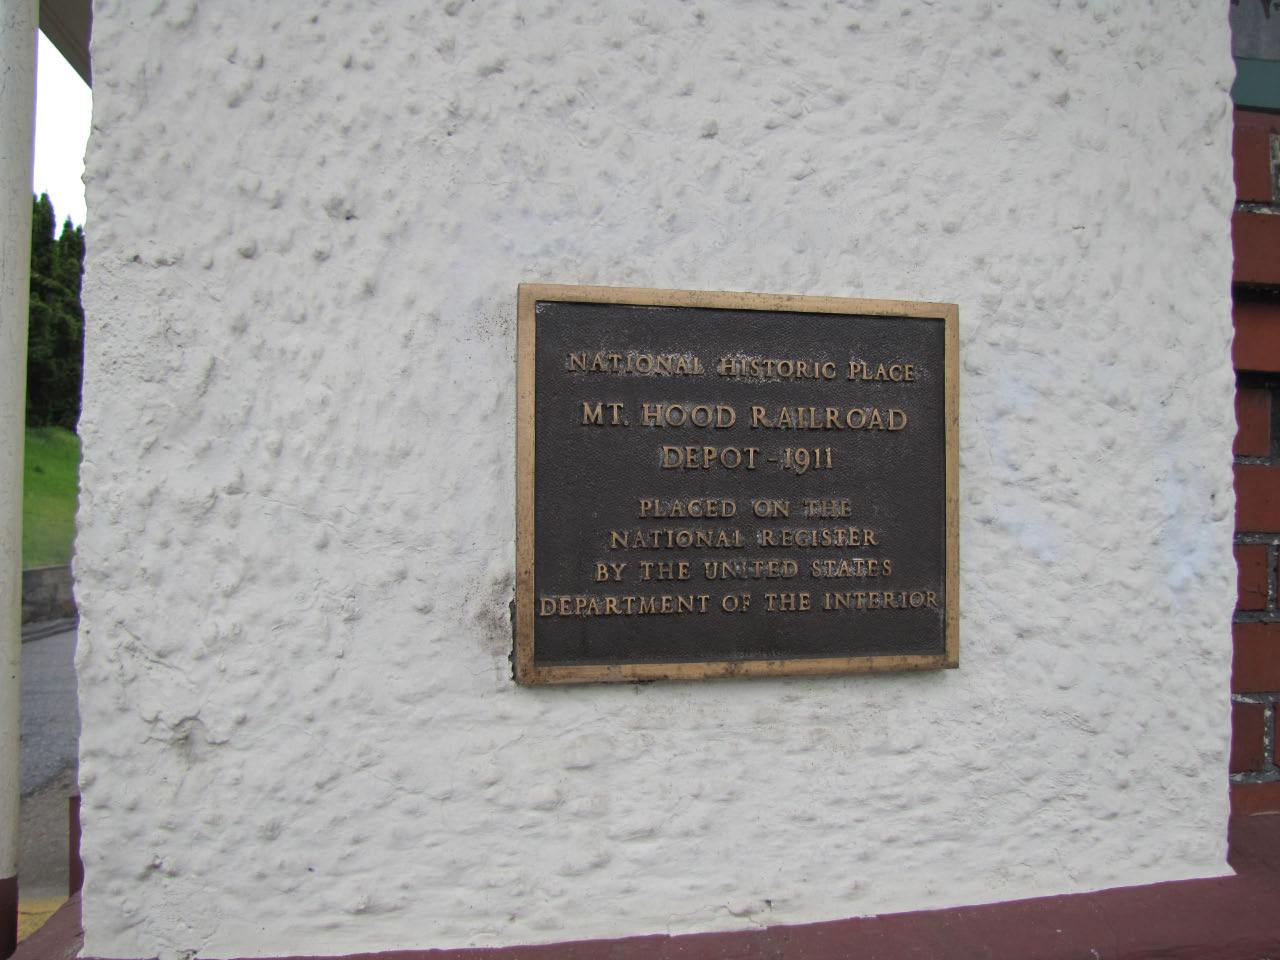 NATIONAL HISTORIC PLACE
MT. HOOD RAILROAD
DEPOT - 1911
PLACED ON THE
NATIONAL REGISTER
BY THE UNITED STATES
DEPARTMENT OF THE INTERIOR